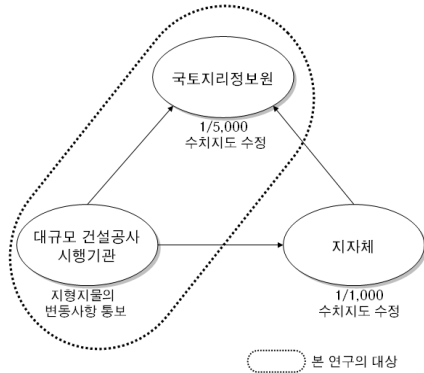 국토지리정보원
1/5,000
수치지도 수정
대규모 건설공사
시행기관
지형지물의
변동사항 통보
지자체
1/1,000
수치지도 수정
본 연구의 대상